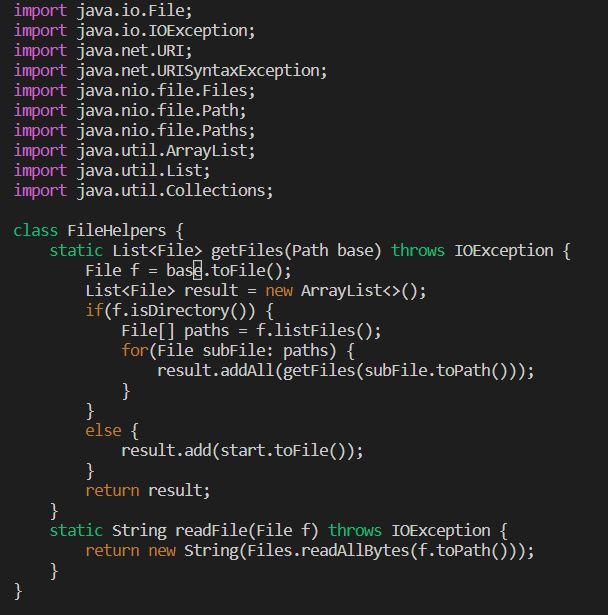 import java.io.File;
import java.io.IOException;
import java.net.URI;
import java.net.URISyntaxException;
import java.nio.file.Files;
import java.nio.file.Path;
import java.nio.file.Paths;
import java.util.ArrayList;
import java.util.List;
import java.util.Collections;

class FileHelpers {
    static List<File> getFiles(Path base) throws IOException {
        File f = base.toFile();
        List<File> result = new ArrayList<>();
        if(f.isDirectory()) {
            File[] paths = f.listFiles();
            for(File subFile: paths) {
                result.addAll(getFiles(subFile.toPath()));
            }
        }
        else {
            result.add(start.toFile());
        }
        return result;
    }
    static String readFile(File f) throws IOException {
        return new String(Files.readAllBytes(f.toPath()));
    }
}